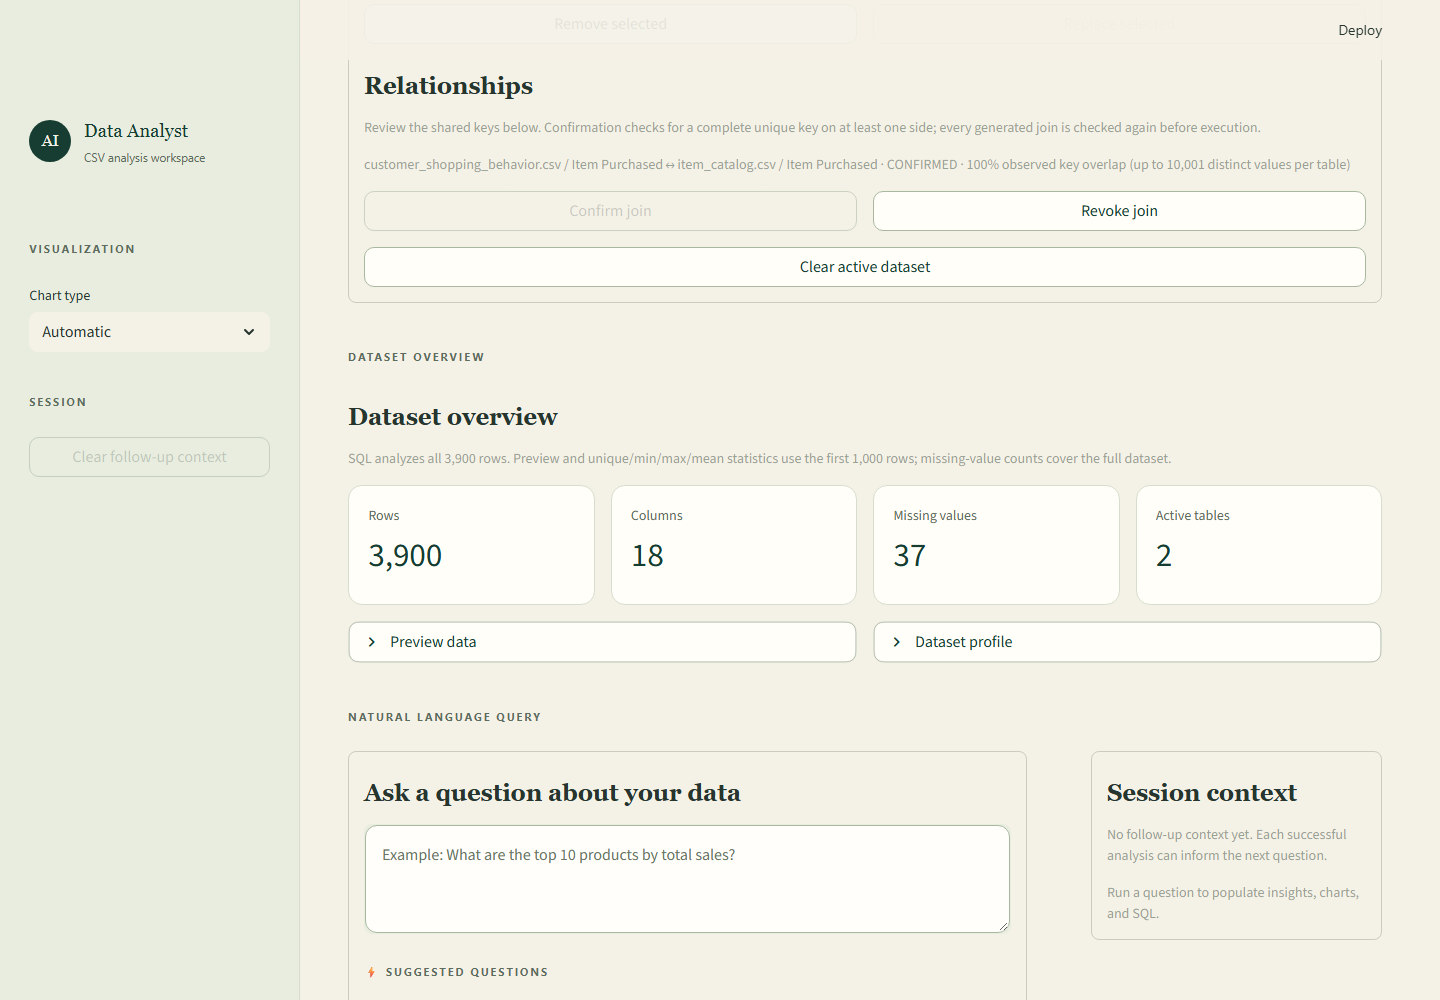 Remove selected
Deploy
AI
Data Analyst
CSV analysis workspace
VISUALIZATION
Chart type
Automatic
SESSION
Clear follow-up context
Relationships
Review the shared keys below. Confirmation checks for a complete unique key on at least one side; every generated join is checked again before execution.
customer_shopping_behavior.csv / Item Purchased ↔ item_catalog.csv / Item Purchased · CONFIRMED · 100% observed key overlap (up to 10,001 distinct values per table)
Confirm join
Revoke join
Clear active dataset
DATASET OVERVIEW
Dataset overview
SQL analyzes all 3,900 rows. Preview and unique/min/max/mean statistics use the first 1,000 rows; missing-value counts cover the full dataset.
Rows
3,900
Columns
18
Missing values
37
Active tables
2
Preview data
Dataset profile
NATURAL LANGUAGE QUERY
Ask a question about your data
Example: What are the top 10 products by total sales?
SUGGESTED QUESTIONS
Session context
No follow-up context yet. Each successful
analysis can inform the next question.
Run a question to populate insights, charts,
and SQL.